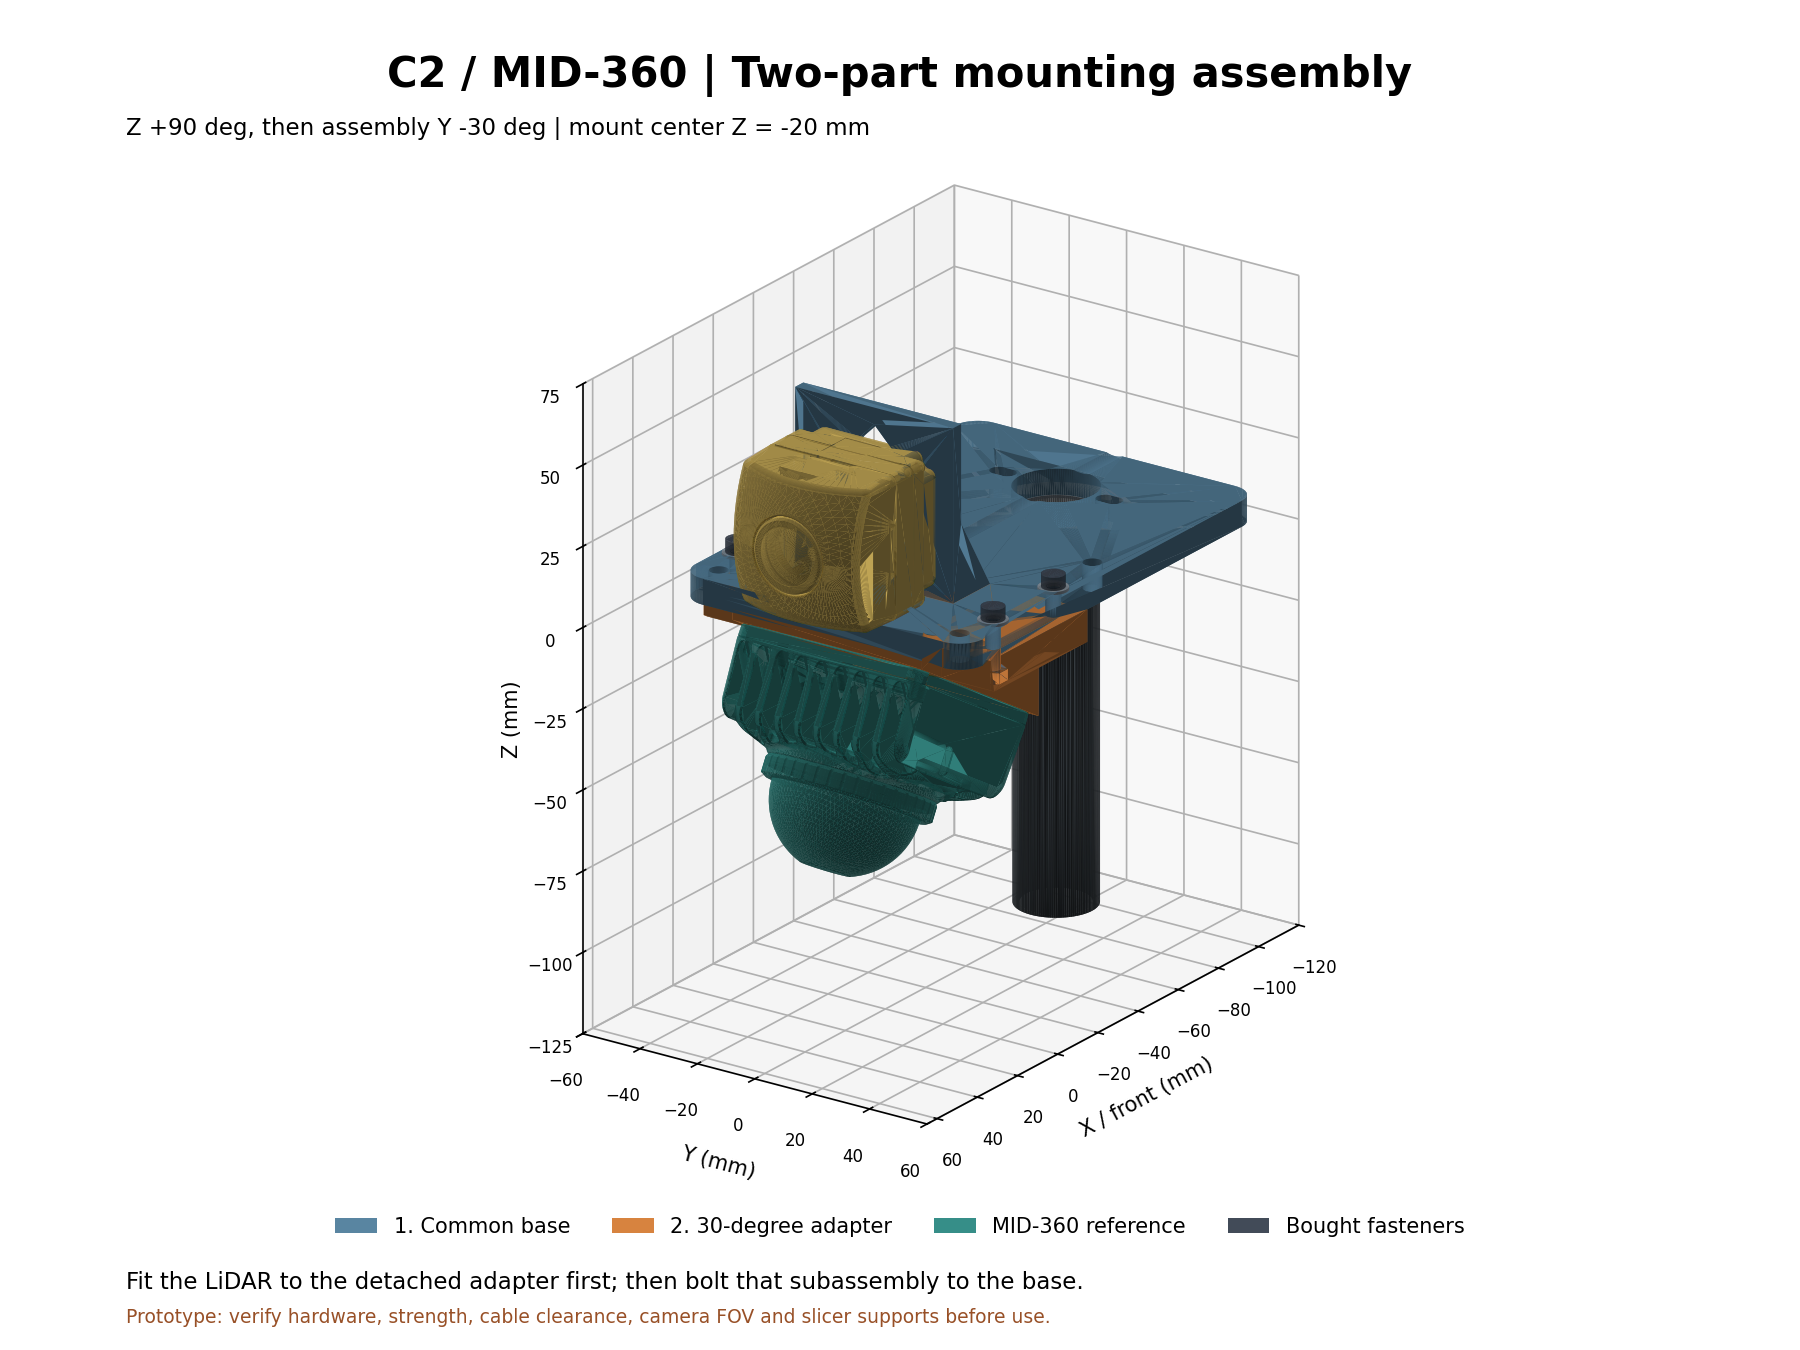 C2 / MID-360 | Two-part mounting assembly
Z +90 deg, then assembly Y -30 deg | mount center Z = -20 mm
75
50
25
0
−25
−50
−75
−100
−125
Z (mm)
−60
−40
−20
0
20
40
60
Y (mm)
60
40
20
0
−20
−40
−60
−80
−100
−120
X / front (mm)
1. Common base
2. 30-degree adapter
MID-360 reference
Bought fasteners
Fit the LiDAR to the detached adapter first; then bolt that subassembly to the base.
Prototype: verify hardware, strength, cable clearance, camera FOV and slicer supports before use.